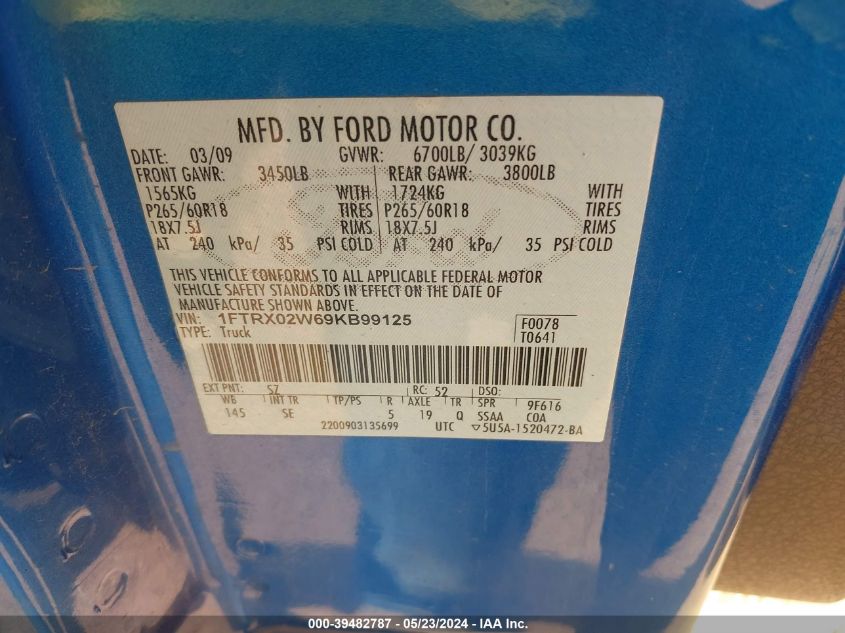 MFD. BY FORD MOTOR CO.
DATE: 03/09 GVWR: 6700LB/ 3039KG
FRONT GAWR: 3450LB REAR GAWR: 3800LB
1565KG WITH 1724KG WITH
P265/60R18 TIRES P265/60R18 TIRES
18X7.5J RIMS 18X7.5J RIMS
AT 240 kPa/ 35 PSI COLD AT 240 kPa/ 35 PSI COLD
THIS VEHICLE CONFORMS TO ALL APPLICABLE FEDERAL MOTOR
VEHICLE SAFETY STANDARDS IN EFFECT ON THE DATE OF
MANUFACTURE SHOWN ABOVE.
VIN: 1FTRX02W69KB99125 F0078
TYPE: Truck T0641
EXT PNT: SZ RC: 52 DSO:
WB INT TR TP/PS R AXLE TR SPR 9F616
145 SE 5 19 Q SSAA COA
2200903135699 UTC ▽5U5A-1520472-BA
000-39482787 - 05/23/2024 - IAA Inc.